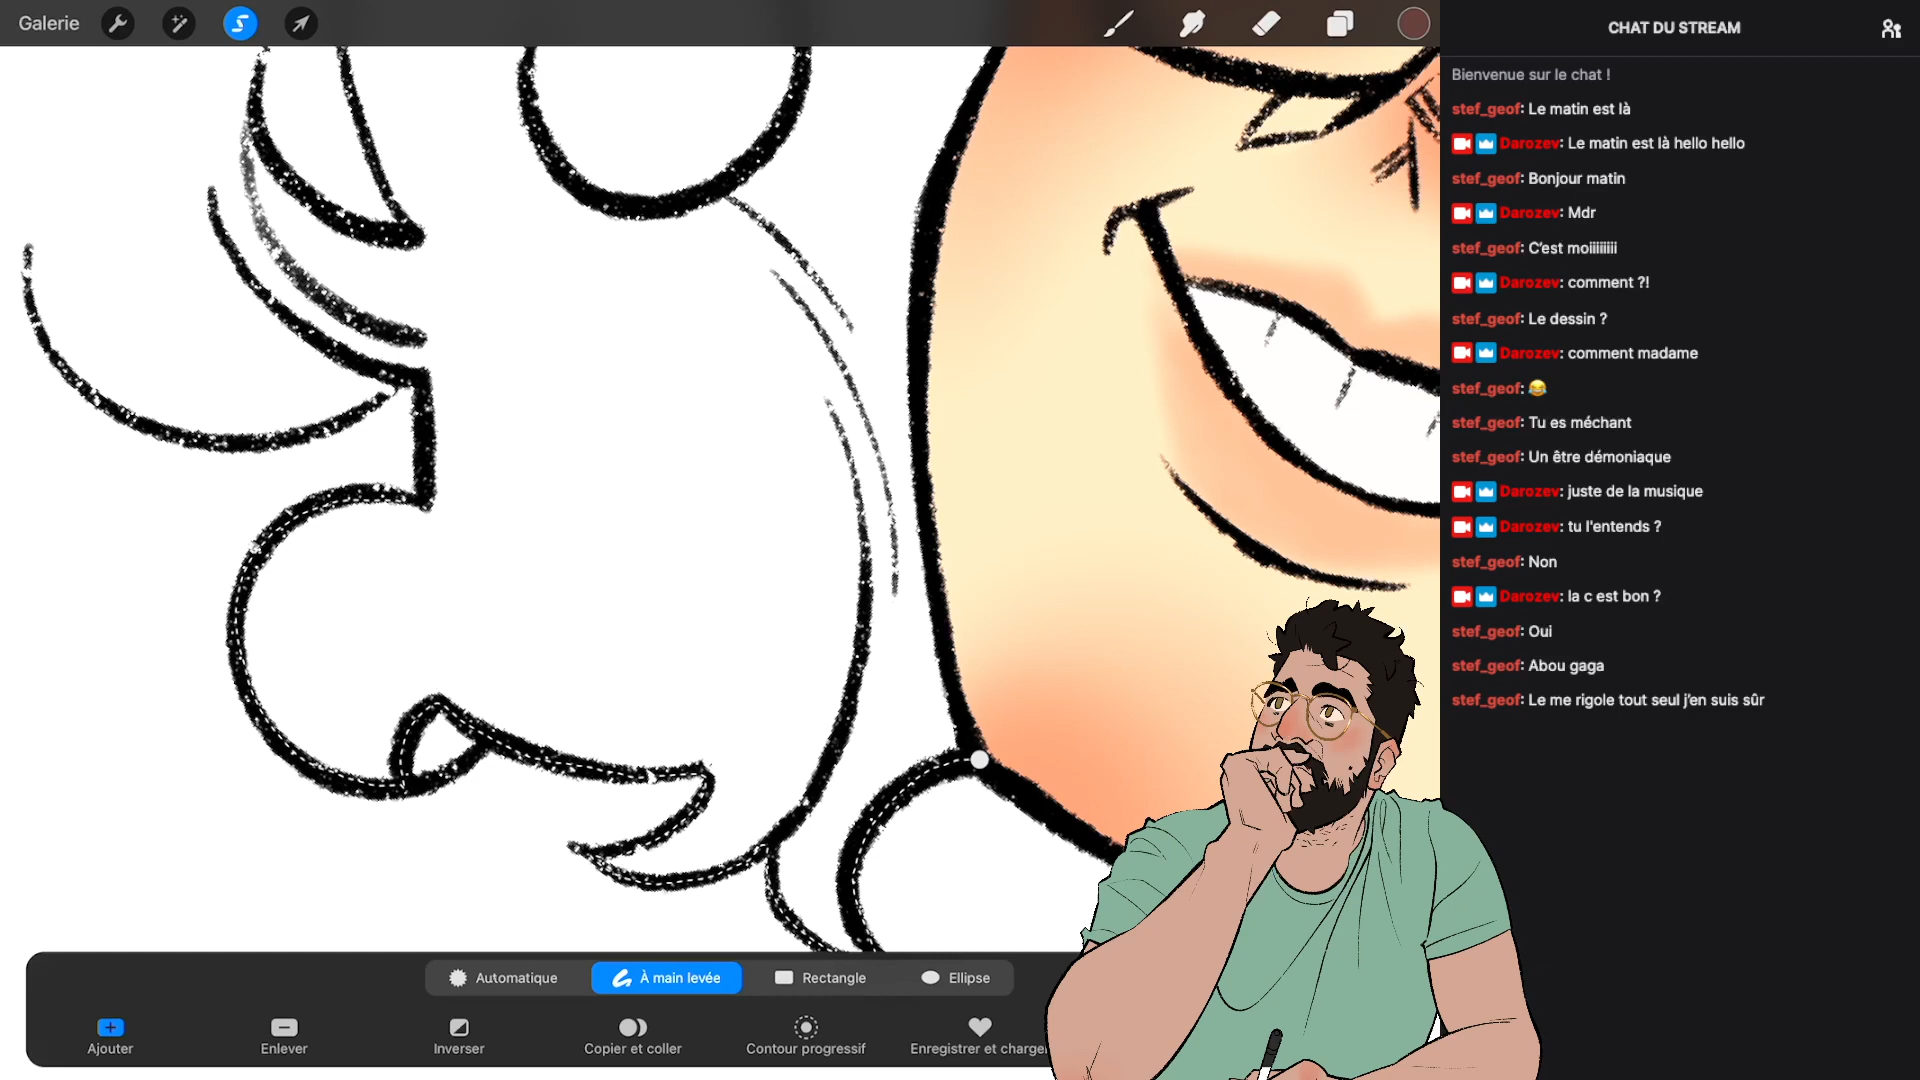 Galerie
CHAT DU STREAM
Bienvenue sur le chat !
stef_geof: Le matin est là
Darozev: Le matin est là hello hello
stef_geof: Bonjour matin
Darozev: Mdr
stef_geof: C'est moiiiiiiiii
Darozev: comment ?!
stef_geof: Le dessin ?
Darozev: comment madame
stef_geof: 😂
stef_geof: Tu es méchant
stef_geof: Un être démoniaque
Darozev: juste de la musique
Darozev: tu l'entends ?
stef_geof: Non
Darozev: la c est bon ?
stef_geof: Oui
stef_geof: Abou gaga
stef_geof: Le me rigole tout seul j'en suis sûr
Automatique À main levée Rectangle Ellipse
Ajouter Enlever Inverser Copier et coller Contour progressif Enregistrer et charger